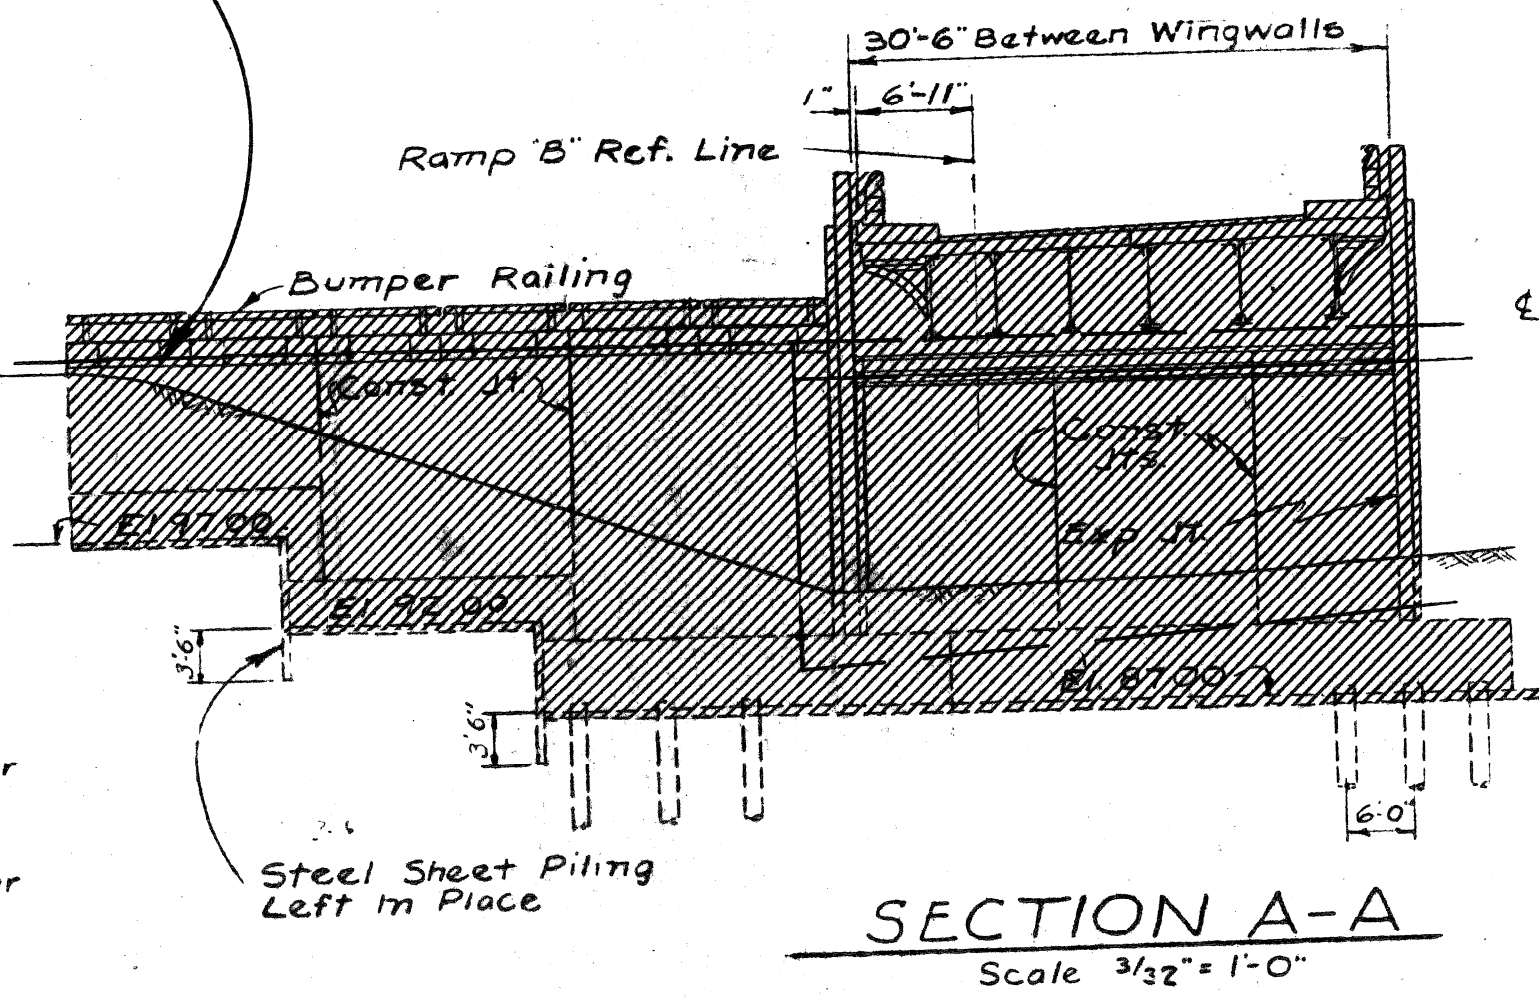 30'-6" Between Wingwalls
1" 6'-11"
Ramp "B" Ref. Line
Bumper Railing
℄
Const. Jt.
Const.
Jts.
El. 97.00
Exp. Jt.
El. 92.00
3'-6"
El. 87.00
3'-6"
6'-0"
Steel Sheet Piling
Left In Place
SECTION A-A
Scale 3/32" = 1'-0"